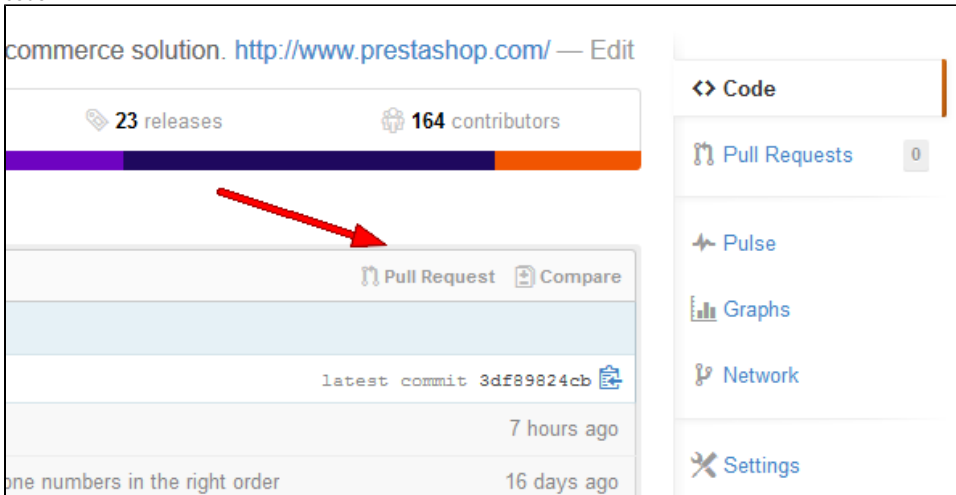 commerce solution. http://www.prestashop.com/ — Edit
23 releases
164 contributors
Pull Request
Compare
latest commit 3df89824cb
7 hours ago
one numbers in the right order
16 days ago
Code
Pull Requests
0
Pulse
Graphs
Network
Settings